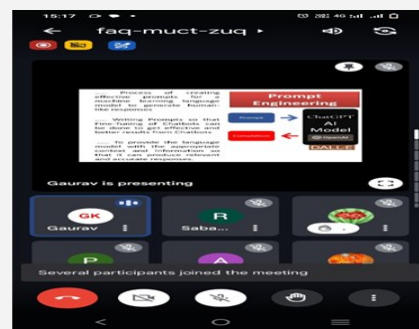 15:17
4G
faq-muct-zuq
Process of creating
effective prompts for a
machine learning language
model to generate human-
like responses
.... Writing Prompts so that
Fine-Tuning of Chatbots can
be done to get effective and
better results from Chatbots
To provide the language
model with the appropriate
context and information so
that it can produce relevant
and accurate responses.
Prompt
Engineering
Prompt
ChatGPT
AI
Model
OpenAI
Completion
Gaurav is presenting
GK
Gaurav
R
Saba...
P
A
Several participants joined the meeting